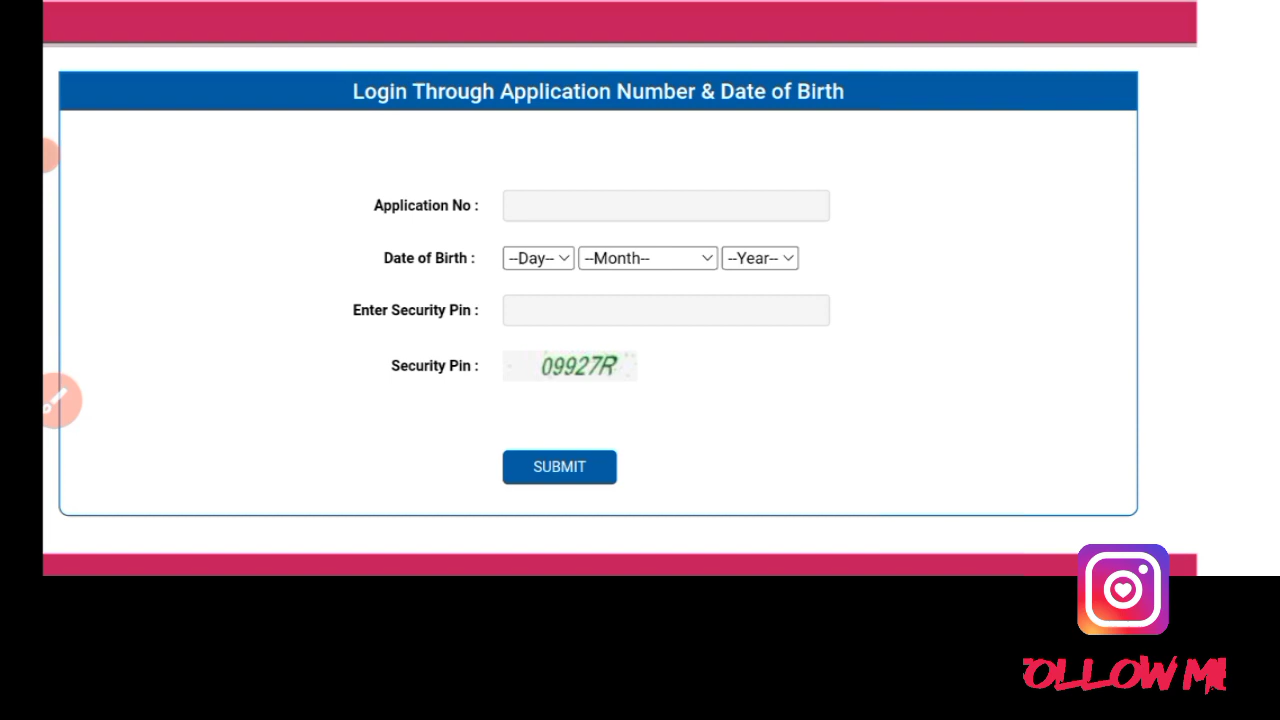 Login Through Application Number & Date of Birth
Application No :
Date of Birth : --Day-- --Month-- --Year--
Enter Security Pin :
Security Pin : 09927R
SUBMIT
OLLOW M